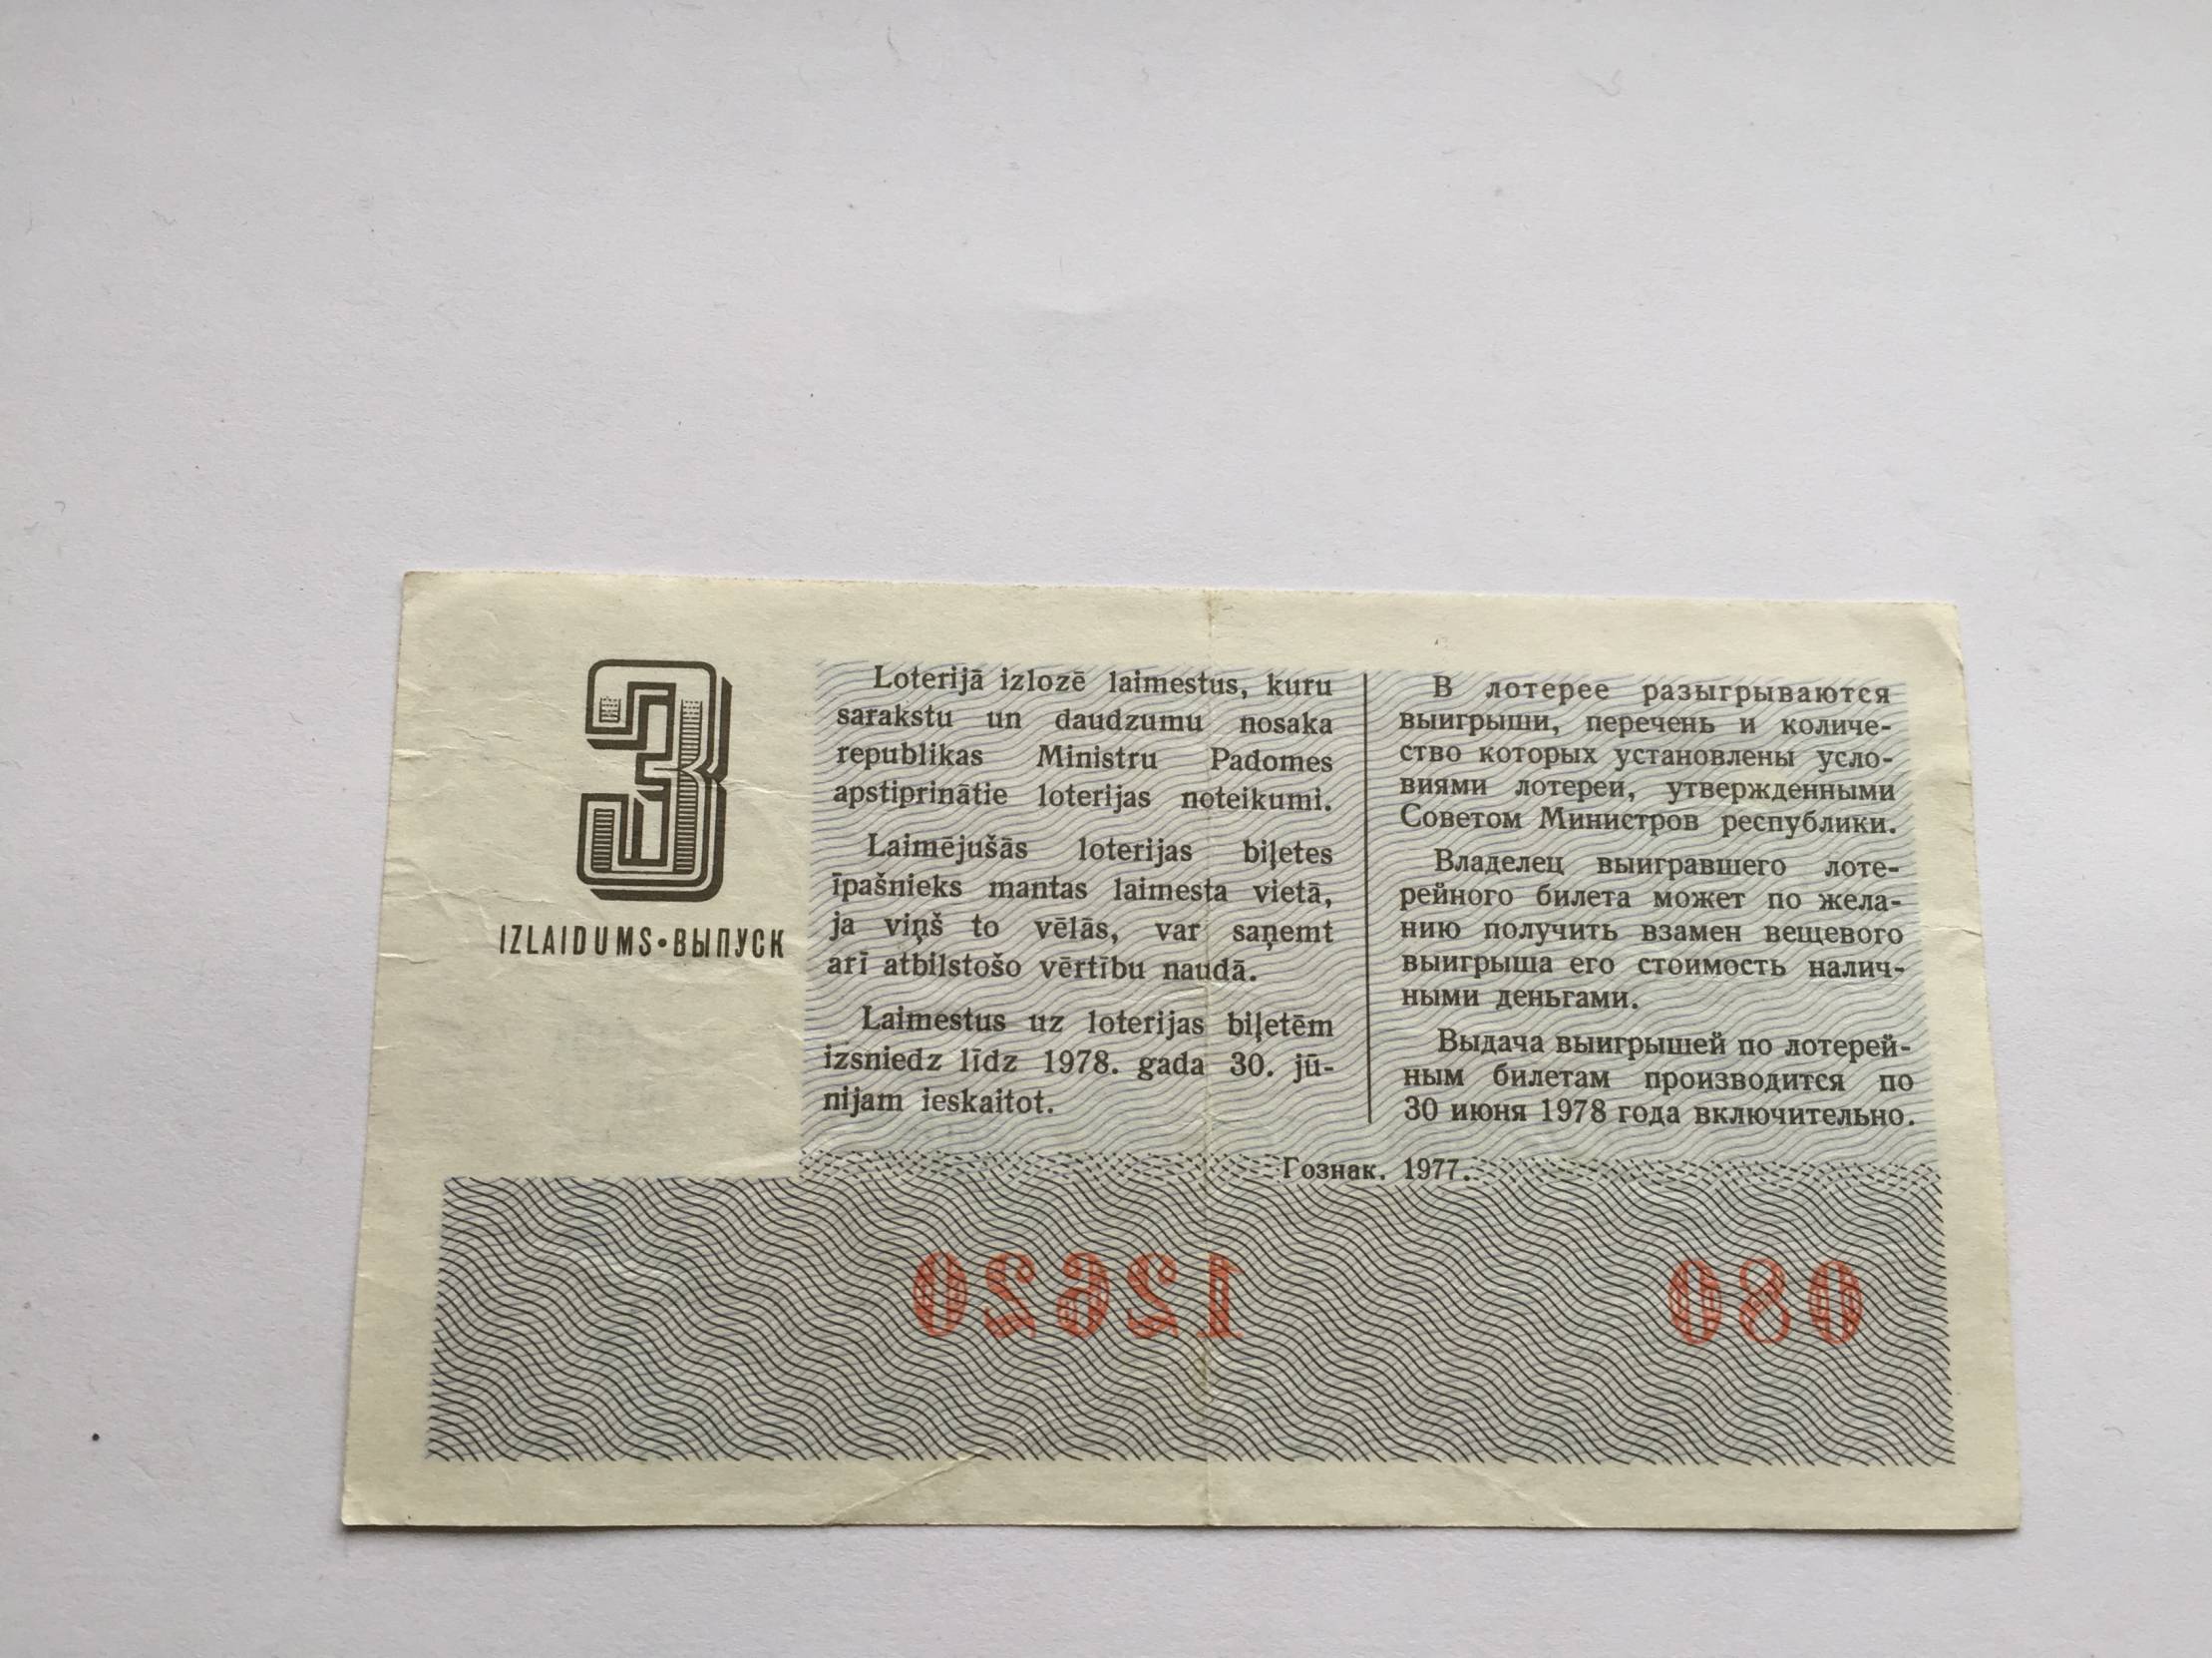 3
IZLAIDUMS • ВЫПУСК
Loterijā izlozē laimestus, kuru
sarakstu un daudzumu nosaka
republikas Ministru Padomes
apstiprinātie loterijas noteikumi.
Laimējušās loterijas biļetes
īpašnieks mantas laimesta vietā,
ja viņš to vēlās, var saņemt
arī atbilstošo vērtību naudā.
Laimestus uz loterijas biļetēm
izsniedz līdz 1978. gada 30. jū-
nijam ieskaitot.
В лотерее разыгрываются
выигрыши, перечень и количе-
ство которых установлены усло-
виями лотереи, утвержденными
Советом Министров республики.
Владелец выигравшего лоте-
рейного билета может по жела-
нию получить взамен вещевого
выигрыша его стоимость налич-
ными деньгами.
Выдача выигрышей по лотерей-
ным билетам производится по
30 июня 1978 года включительно.
Гознак. 1977.
12620
080